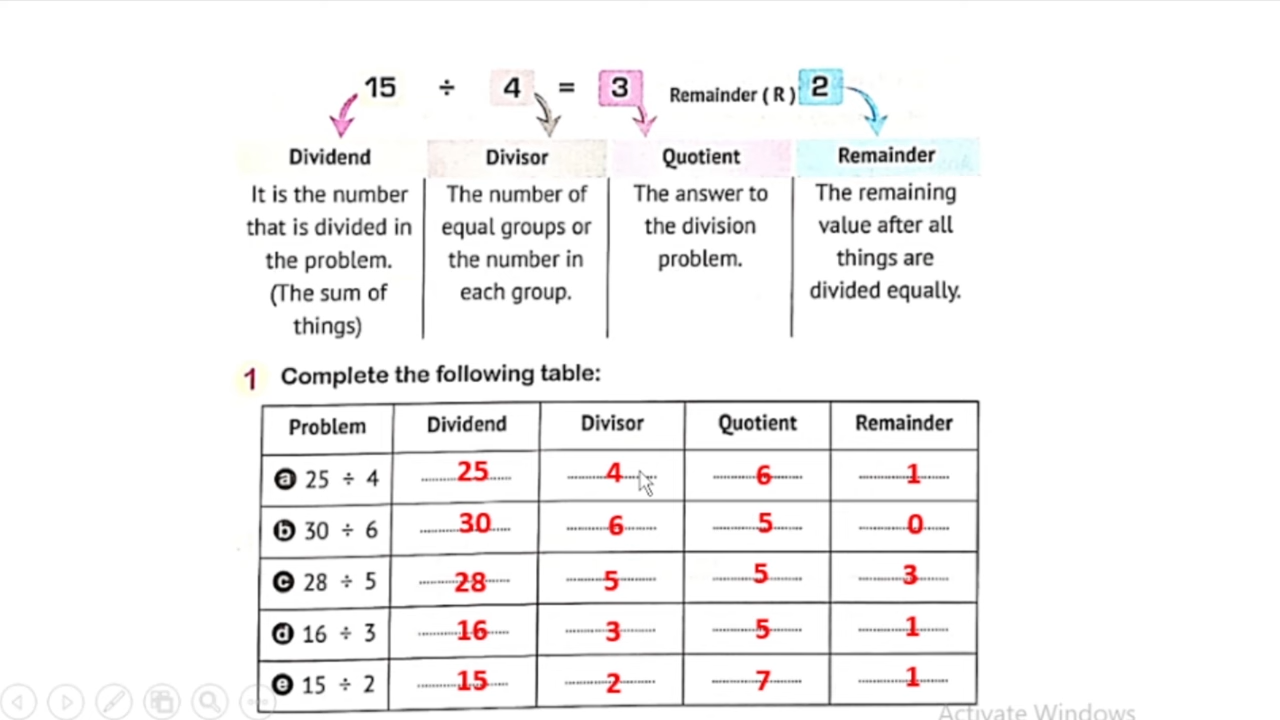 15 ÷ 4 = 3 Remainder ( R ) 2
Dividend Divisor Quotient Remainder
It is the number The number of The answer to The remaining
that is divided in equal groups or the division value after all
the problem. the number in problem. things are
(The sum of each group. divided equally.
things)
1 Complete the following table:
Problem Dividend Divisor Quotient Remainder
a 25 ÷ 4 25 4 6 1
b 30 ÷ 6 30 6 5 0
c 28 ÷ 5 28 5 5 3
d 16 ÷ 3 16 3 5 1
e 15 ÷ 2 15 2 7 1
Activate Windows